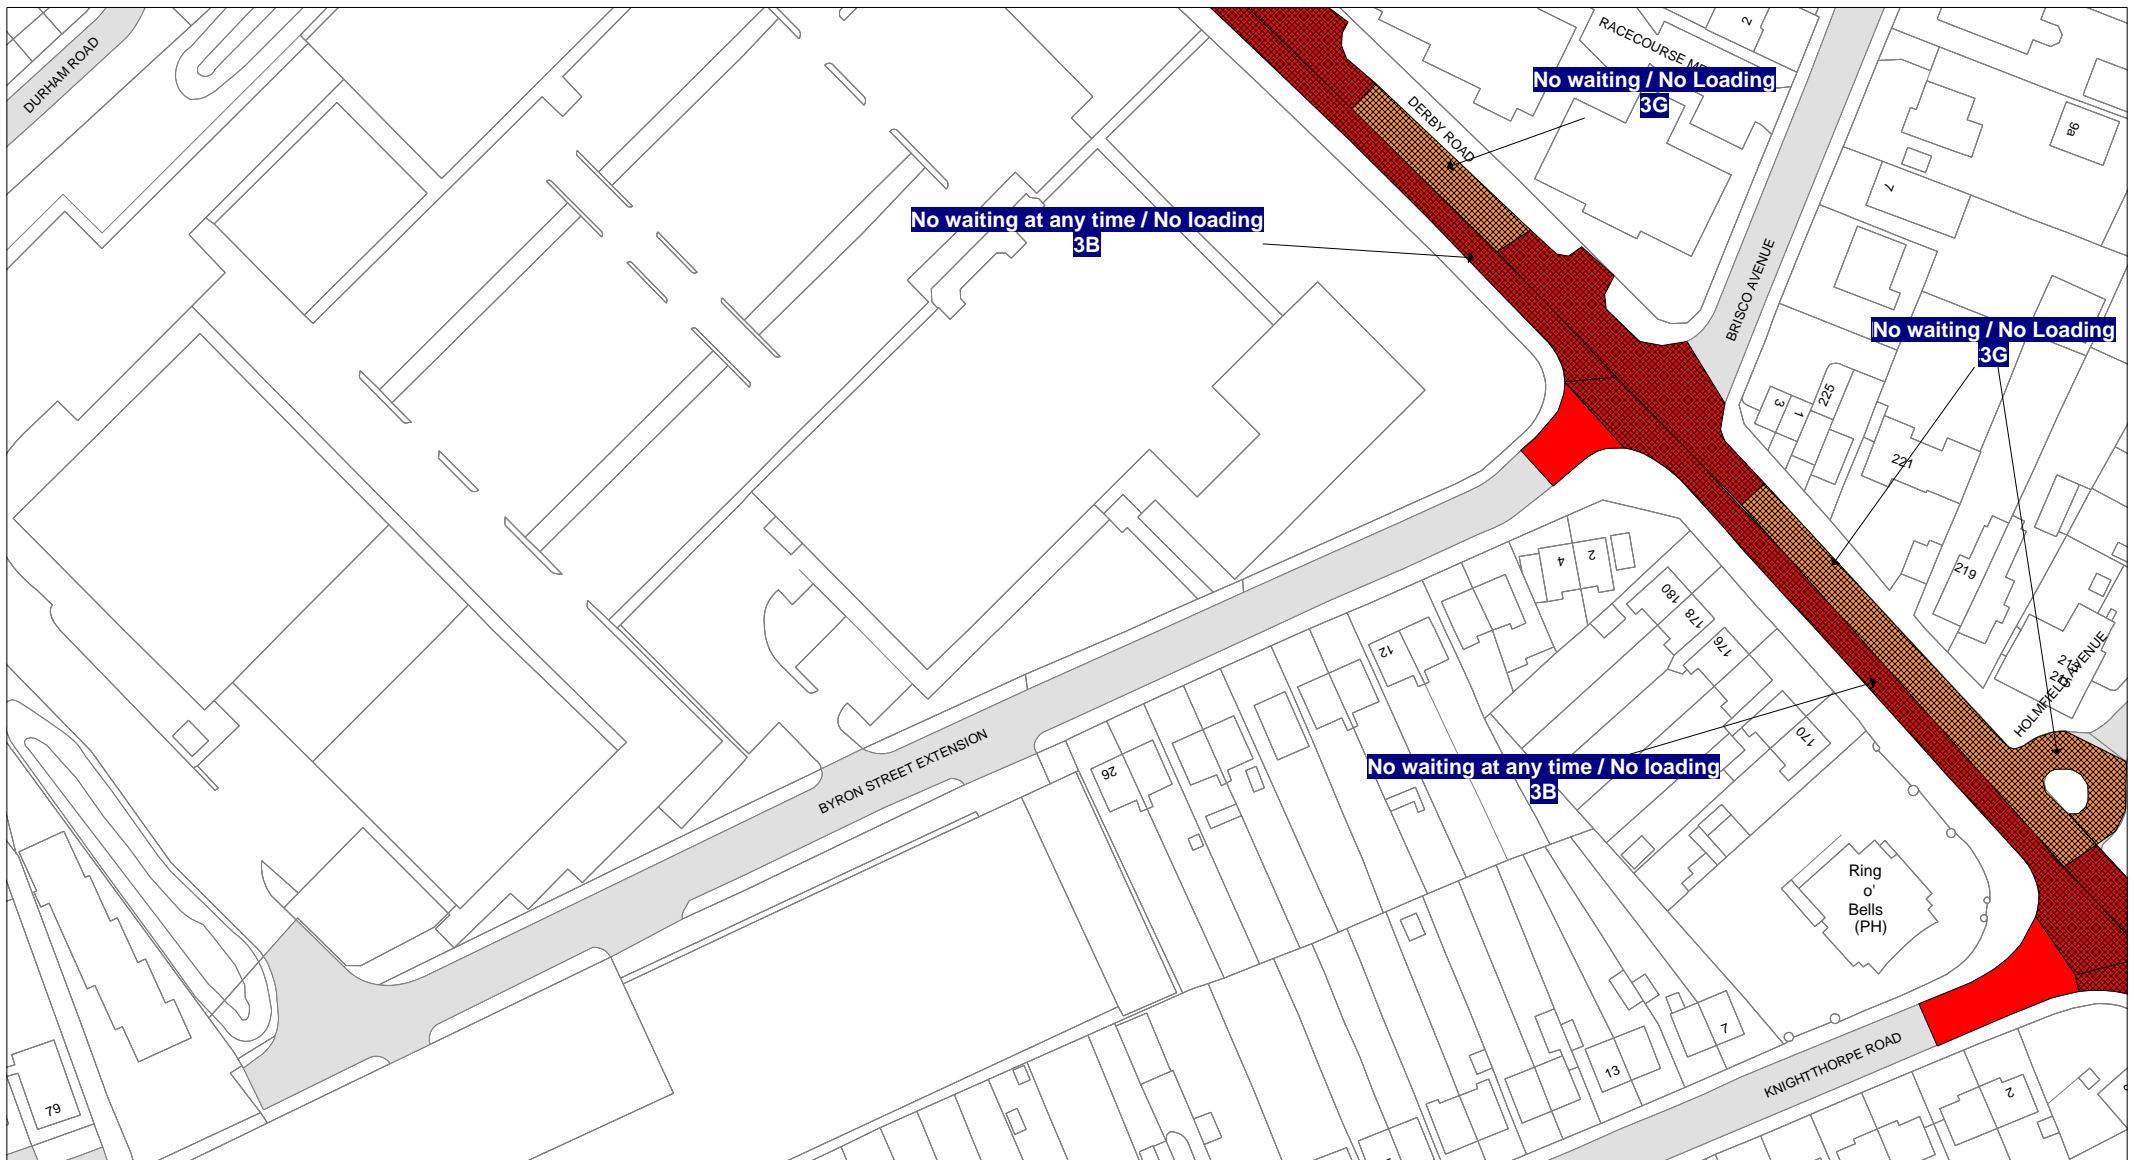 DURHAM ROAD
RACECOURSE ME
2
No waiting / No Loading
3G
DERBY ROAD
9a
7
No waiting at any time / No loading
3B
BRISCO AVENUE
No waiting / No Loading
3G
3
1
225
221
219
4
2
180
178
176
12
170
HOLMFIELD AVENUE
26
BYRON STREET EXTENSION
No waiting at any time / No loading
3B
Ring
o'
Bells
(PH)
7
13
KNIGHTTHORPE ROAD
2
79